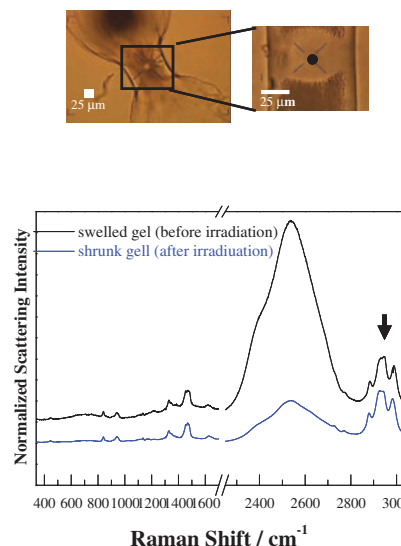 25 μm
25 μm
swelled gel (before irradiation)
shrunk gell (after irradiuation)
Normalized Scattering Intensity
400 600 800 1000 1200 1400 1600 2400 2600 2800 300
Raman Shift / cm-1